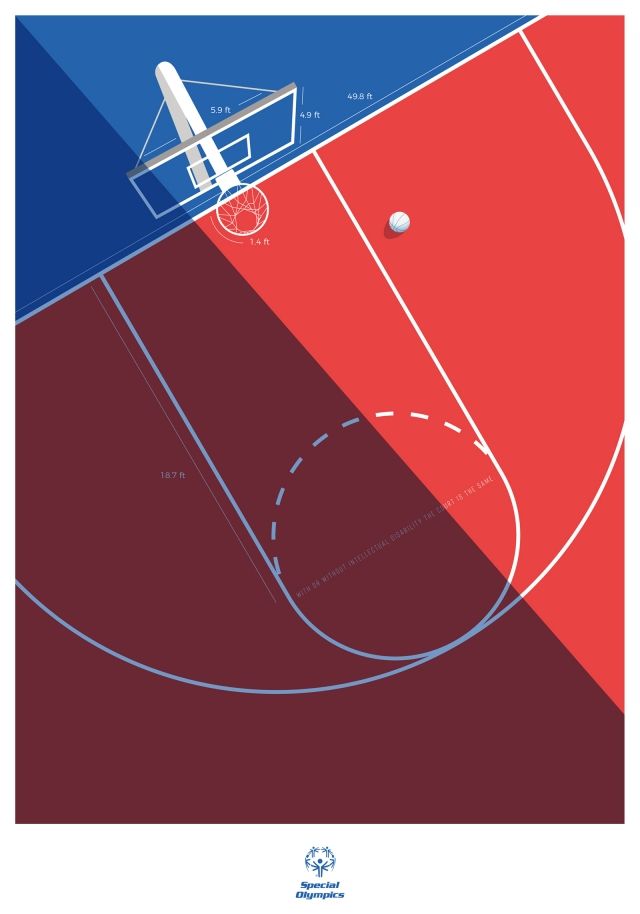 49.8 ft
5.9 ft
4.9 ft
1.4 ft
18.7 ft
WITH OR WITHOUT INTELLECTUAL DISABILITY THE COURT IS THE SAME
Special
Olympics